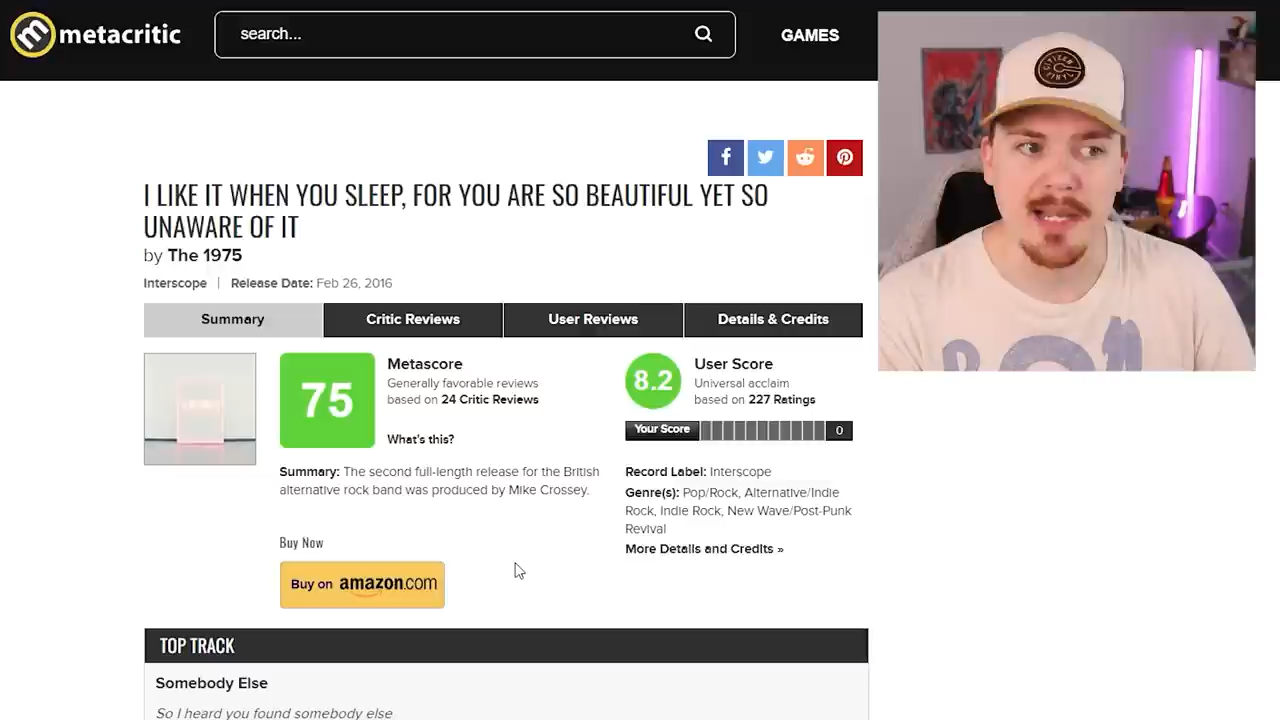 metacritic
search...
GAMES
CITIZEN
VINYL
I LIKE IT WHEN YOU SLEEP, FOR YOU ARE SO BEAUTIFUL YET SO
UNAWARE OF IT
by The 1975
Interscope | Release Date: Feb 26, 2016
Summary
Critic Reviews
User Reviews
Details & Credits
75
Metascore
Generally favorable reviews
based on 24 Critic Reviews
What's this?
8.2
User Score
Universal acclaim
based on 227 Ratings
Your Score
0
Summary: The second full-length release for the British
alternative rock band was produced by Mike Crossey.
Record Label: Interscope
Genre(s): Pop/Rock, Alternative/Indie
Rock, Indie Rock, New Wave/Post-Punk
Revival
More Details and Credits »
Buy Now
Buy on amazon.com
TOP TRACK
Somebody Else
So I heard you found somebody else